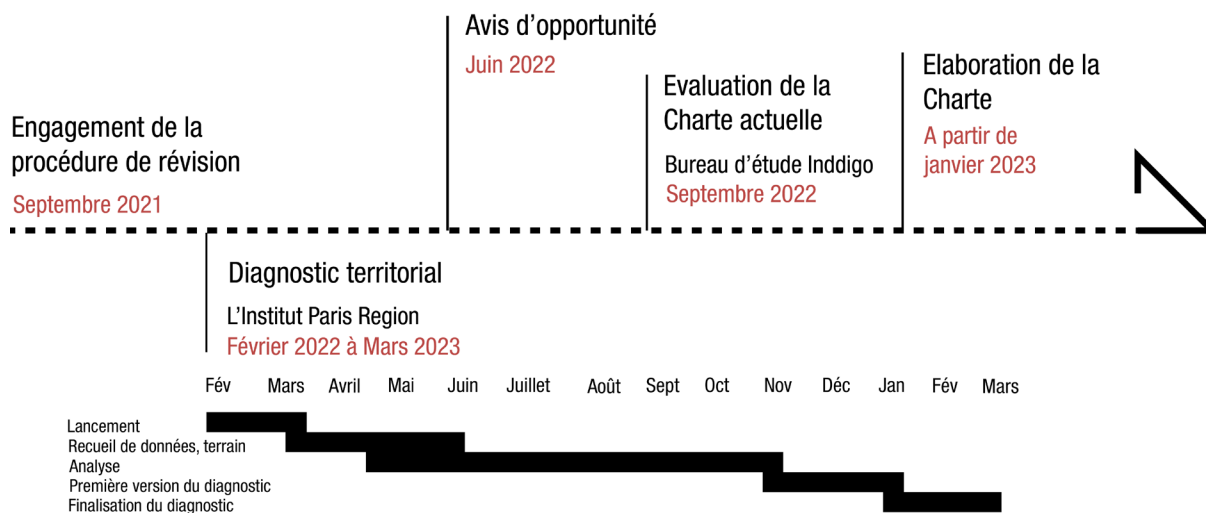 Engagement de la
procédure de révision
Septembre 2021
Avis d’opportunité
Juin 2022
Evaluation de la
Charte actuelle
Bureau d’étude Inddigo
Septembre 2022
Elaboration de la
Charte
A partir de
janvier 2023
Diagnostic territorial
L’Institut Paris Region
Février 2022 à Mars 2023
Fév Mars Avril Mai Juin Juillet Août Sept Oct Nov Déc Jan Fév Mars
Lancement
Recueil de données, terrain
Analyse
Première version du diagnostic
Finalisation du diagnostic